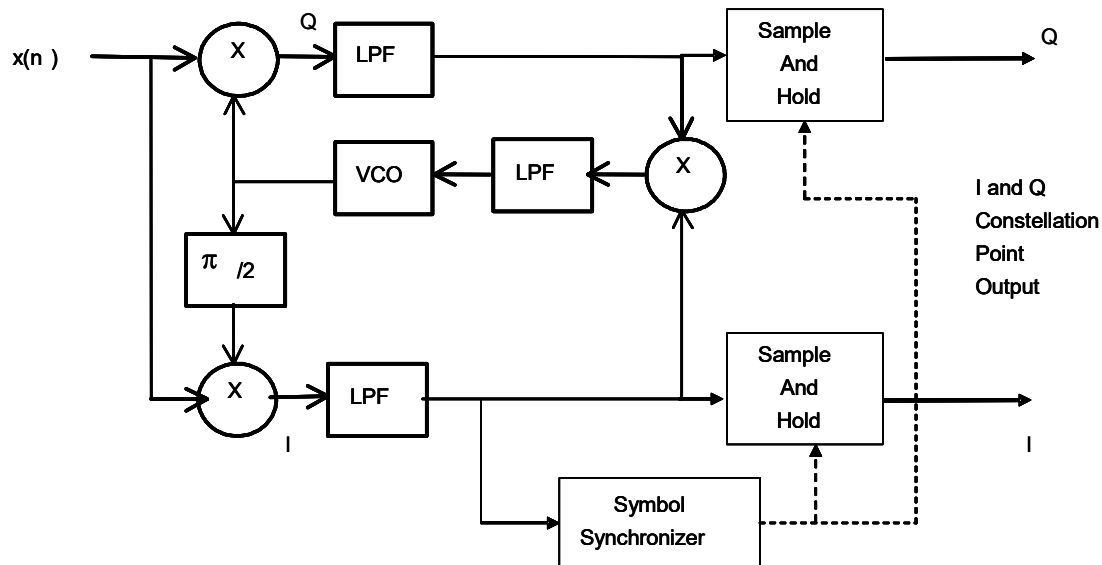 Q
x(n )
X
LPF
Sample
And
Hold
Q
VCO
LPF
X
I and Q
Constellation
Point
Output
π /2
X
LPF
Sample
And
Hold
I
I
Symbol
Synchronizer